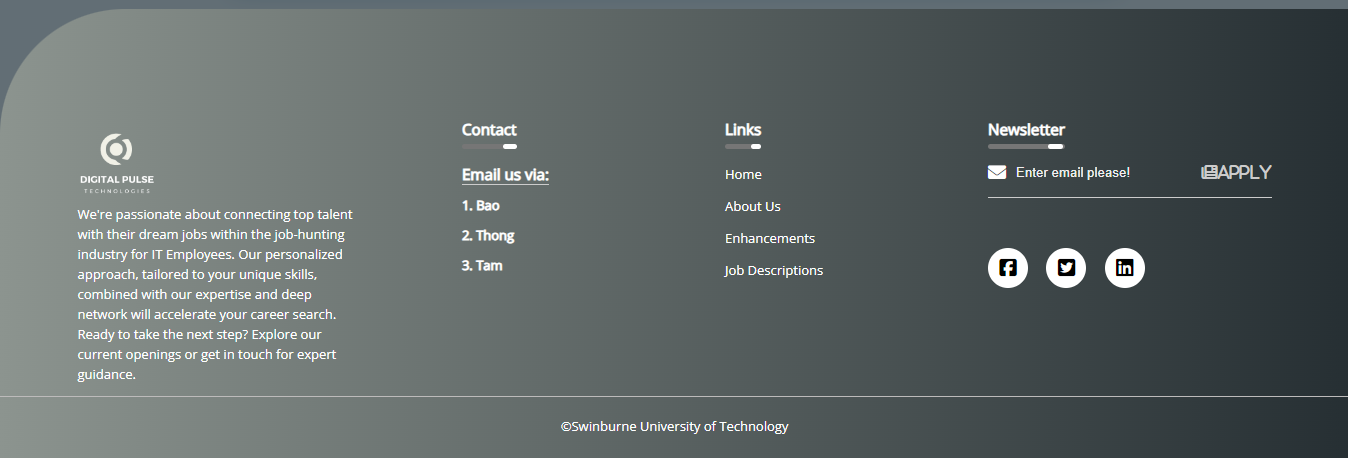 DIGITAL PULSE
TECHNOLOGIES
We're passionate about connecting top talent
with their dream jobs within the job-hunting
industry for IT Employees. Our personalized
approach, tailored to your unique skills,
combined with our expertise and deep
network will accelerate your career search.
Ready to take the next step? Explore our
current openings or get in touch for expert
guidance.
Contact
Email us via:
1. Bao
2. Thong
3. Tam
Links
Home
About Us
Enhancements
Job Descriptions
Newsletter
Enter email please!
APPLY
©Swinburne University of Technology